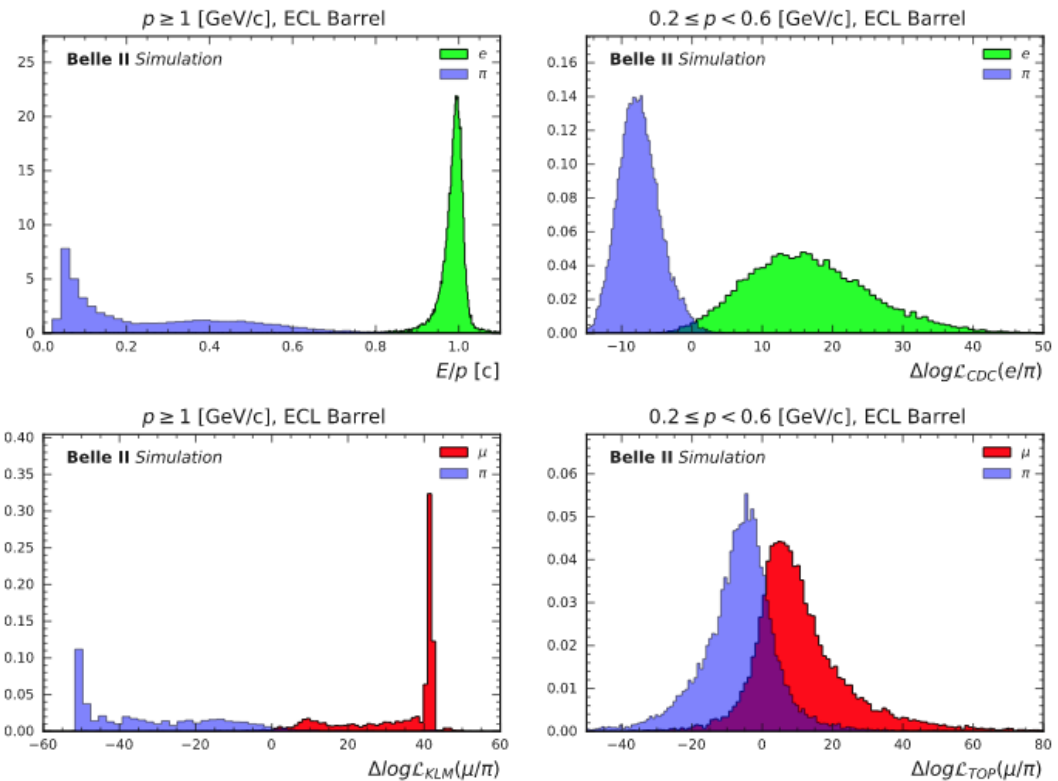 p ≥ 1 [GeV/c], ECL Barrel
Belle II Simulation
e
π
25
20
15
10
5
0
0.0 0.2 0.4 0.6 0.8 1.0
E/p [c]
0.2 ≤ p < 0.6 [GeV/c], ECL Barrel
Belle II Simulation
e
π
0.16
0.14
0.12
0.10
0.08
0.06
0.04
0.02
0.00
−10 0 10 20 30 40 50
ΔlogℒCDC(e/π)
p ≥ 1 [GeV/c], ECL Barrel
Belle II Simulation
μ
π
0.40
0.35
0.30
0.25
0.20
0.15
0.10
0.05
0.00
−60 −40 −20 0 20 40 60
ΔlogℒKLM(μ/π)
0.2 ≤ p < 0.6 [GeV/c], ECL Barrel
Belle II Simulation
μ
π
0.06
0.05
0.04
0.03
0.02
0.01
0.00
−40 −20 0 20 40 60 80
ΔlogℒTOP(μ/π)